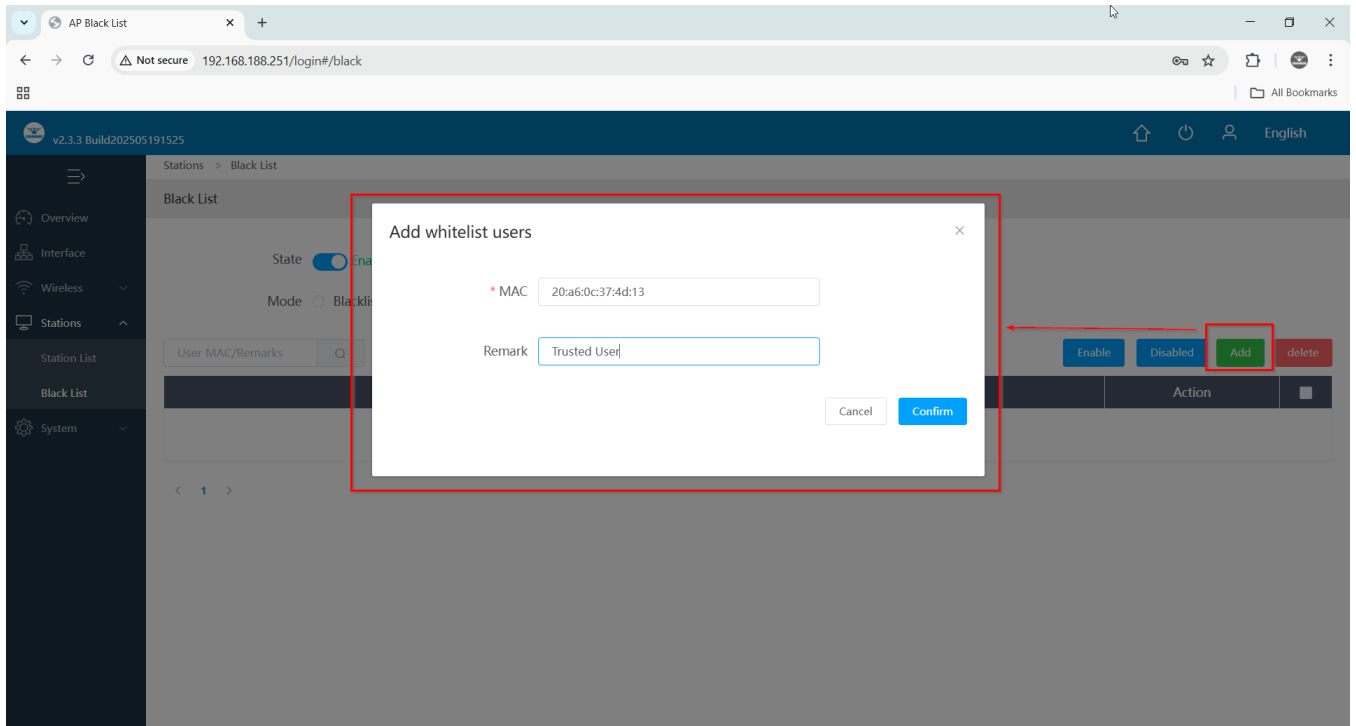 AP Black List
Not secure 192.168.188.251/login#/black
All Bookmarks
v2.3.3 Build202505191525
English
Stations > Black List
Black List
Overview
Interface
Wireless
Stations
Station List
Black List
System
State Ena
Mode Blackli
User MAC/Remarks
Enable Disabled Add delete
Action
1
Add whitelist users
* MAC 20:a6:0c:37:4d:13
Remark Trusted User
Cancel Confirm